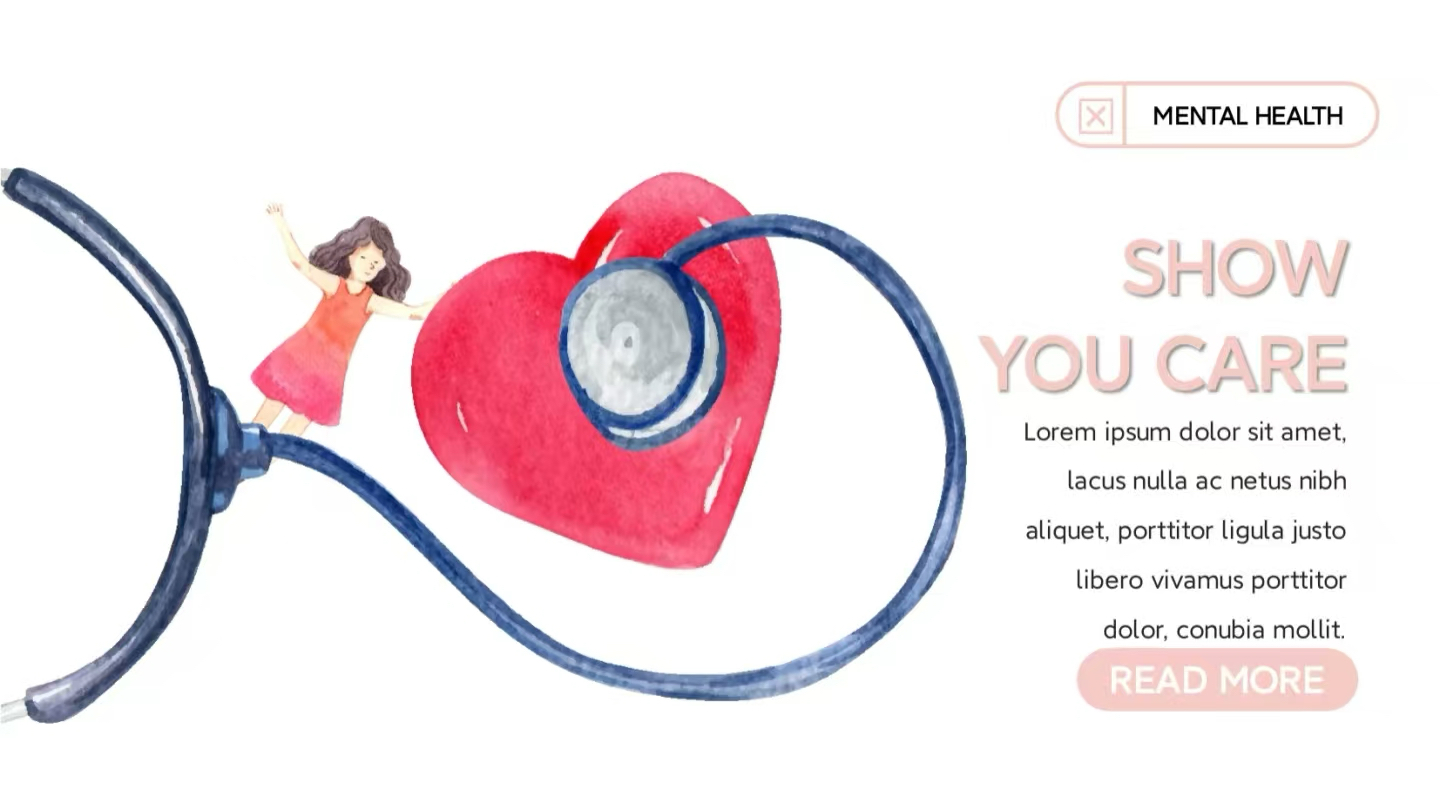 MENTAL HEALTH
SHOW
YOU CARE
Lorem ipsum dolor sit amet,
lacus nulla ac netus nibh
aliquet, porttitor ligula justo
libero vivamus porttitor
dolor, conubia mollit.
READ MORE